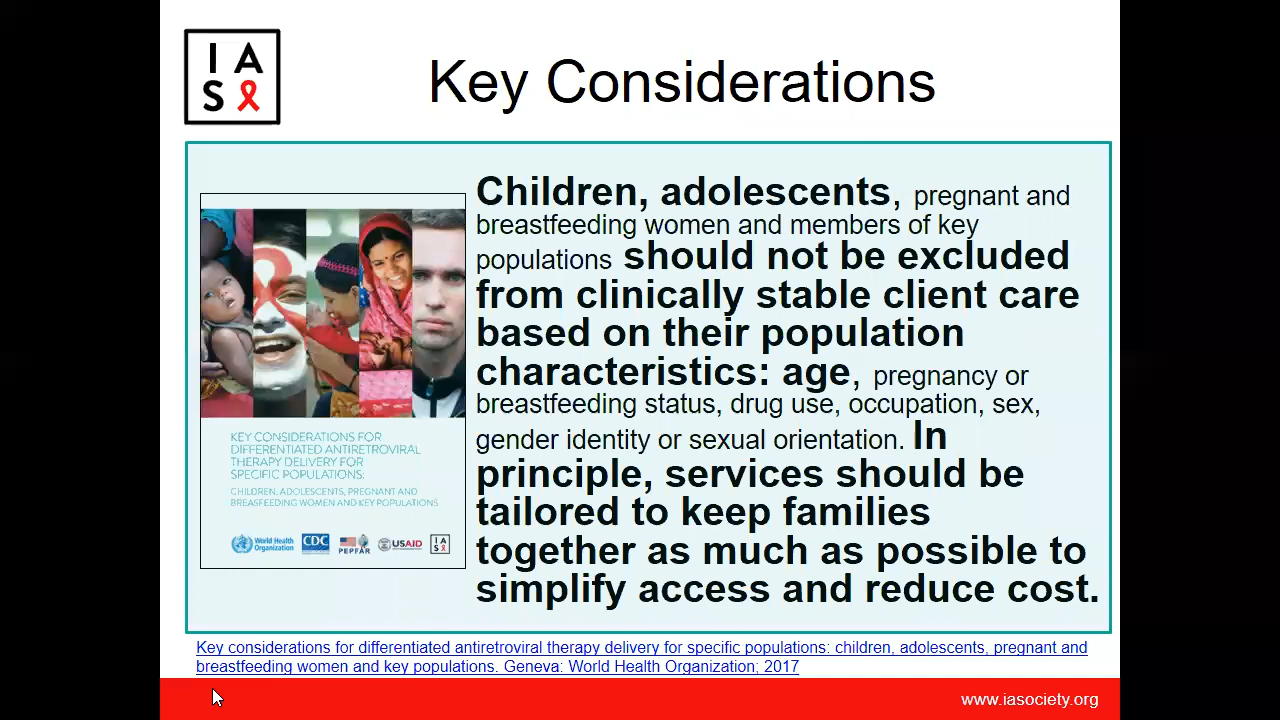 I A
S
Key Considerations
Children, adolescents, pregnant and
breastfeeding women and members of key
populations should not be excluded
from clinically stable client care
based on their population
characteristics: age, pregnancy or
breastfeeding status, drug use, occupation, sex,
gender identity or sexual orientation. In
principle, services should be
tailored to keep families
together as much as possible to
simplify access and reduce cost.
KEY CONSIDERATIONS FOR
DIFFERENTIATED ANTIRETROVIRAL
THERAPY DELIVERY FOR
SPECIFIC POPULATIONS:
CHILDREN, ADOLESCENTS, PREGNANT AND
BREASFEEDING WOMEN AND KEY POPULATIONS
World Health
Organization
CDC
PEPFAR
USAID
I A
S
Key considerations for differentiated antiretroviral therapy delivery for specific populations: children, adolescents, pregnant and
breastfeeding women and key populations. Geneva: World Health Organization; 2017
www.iasociety.org